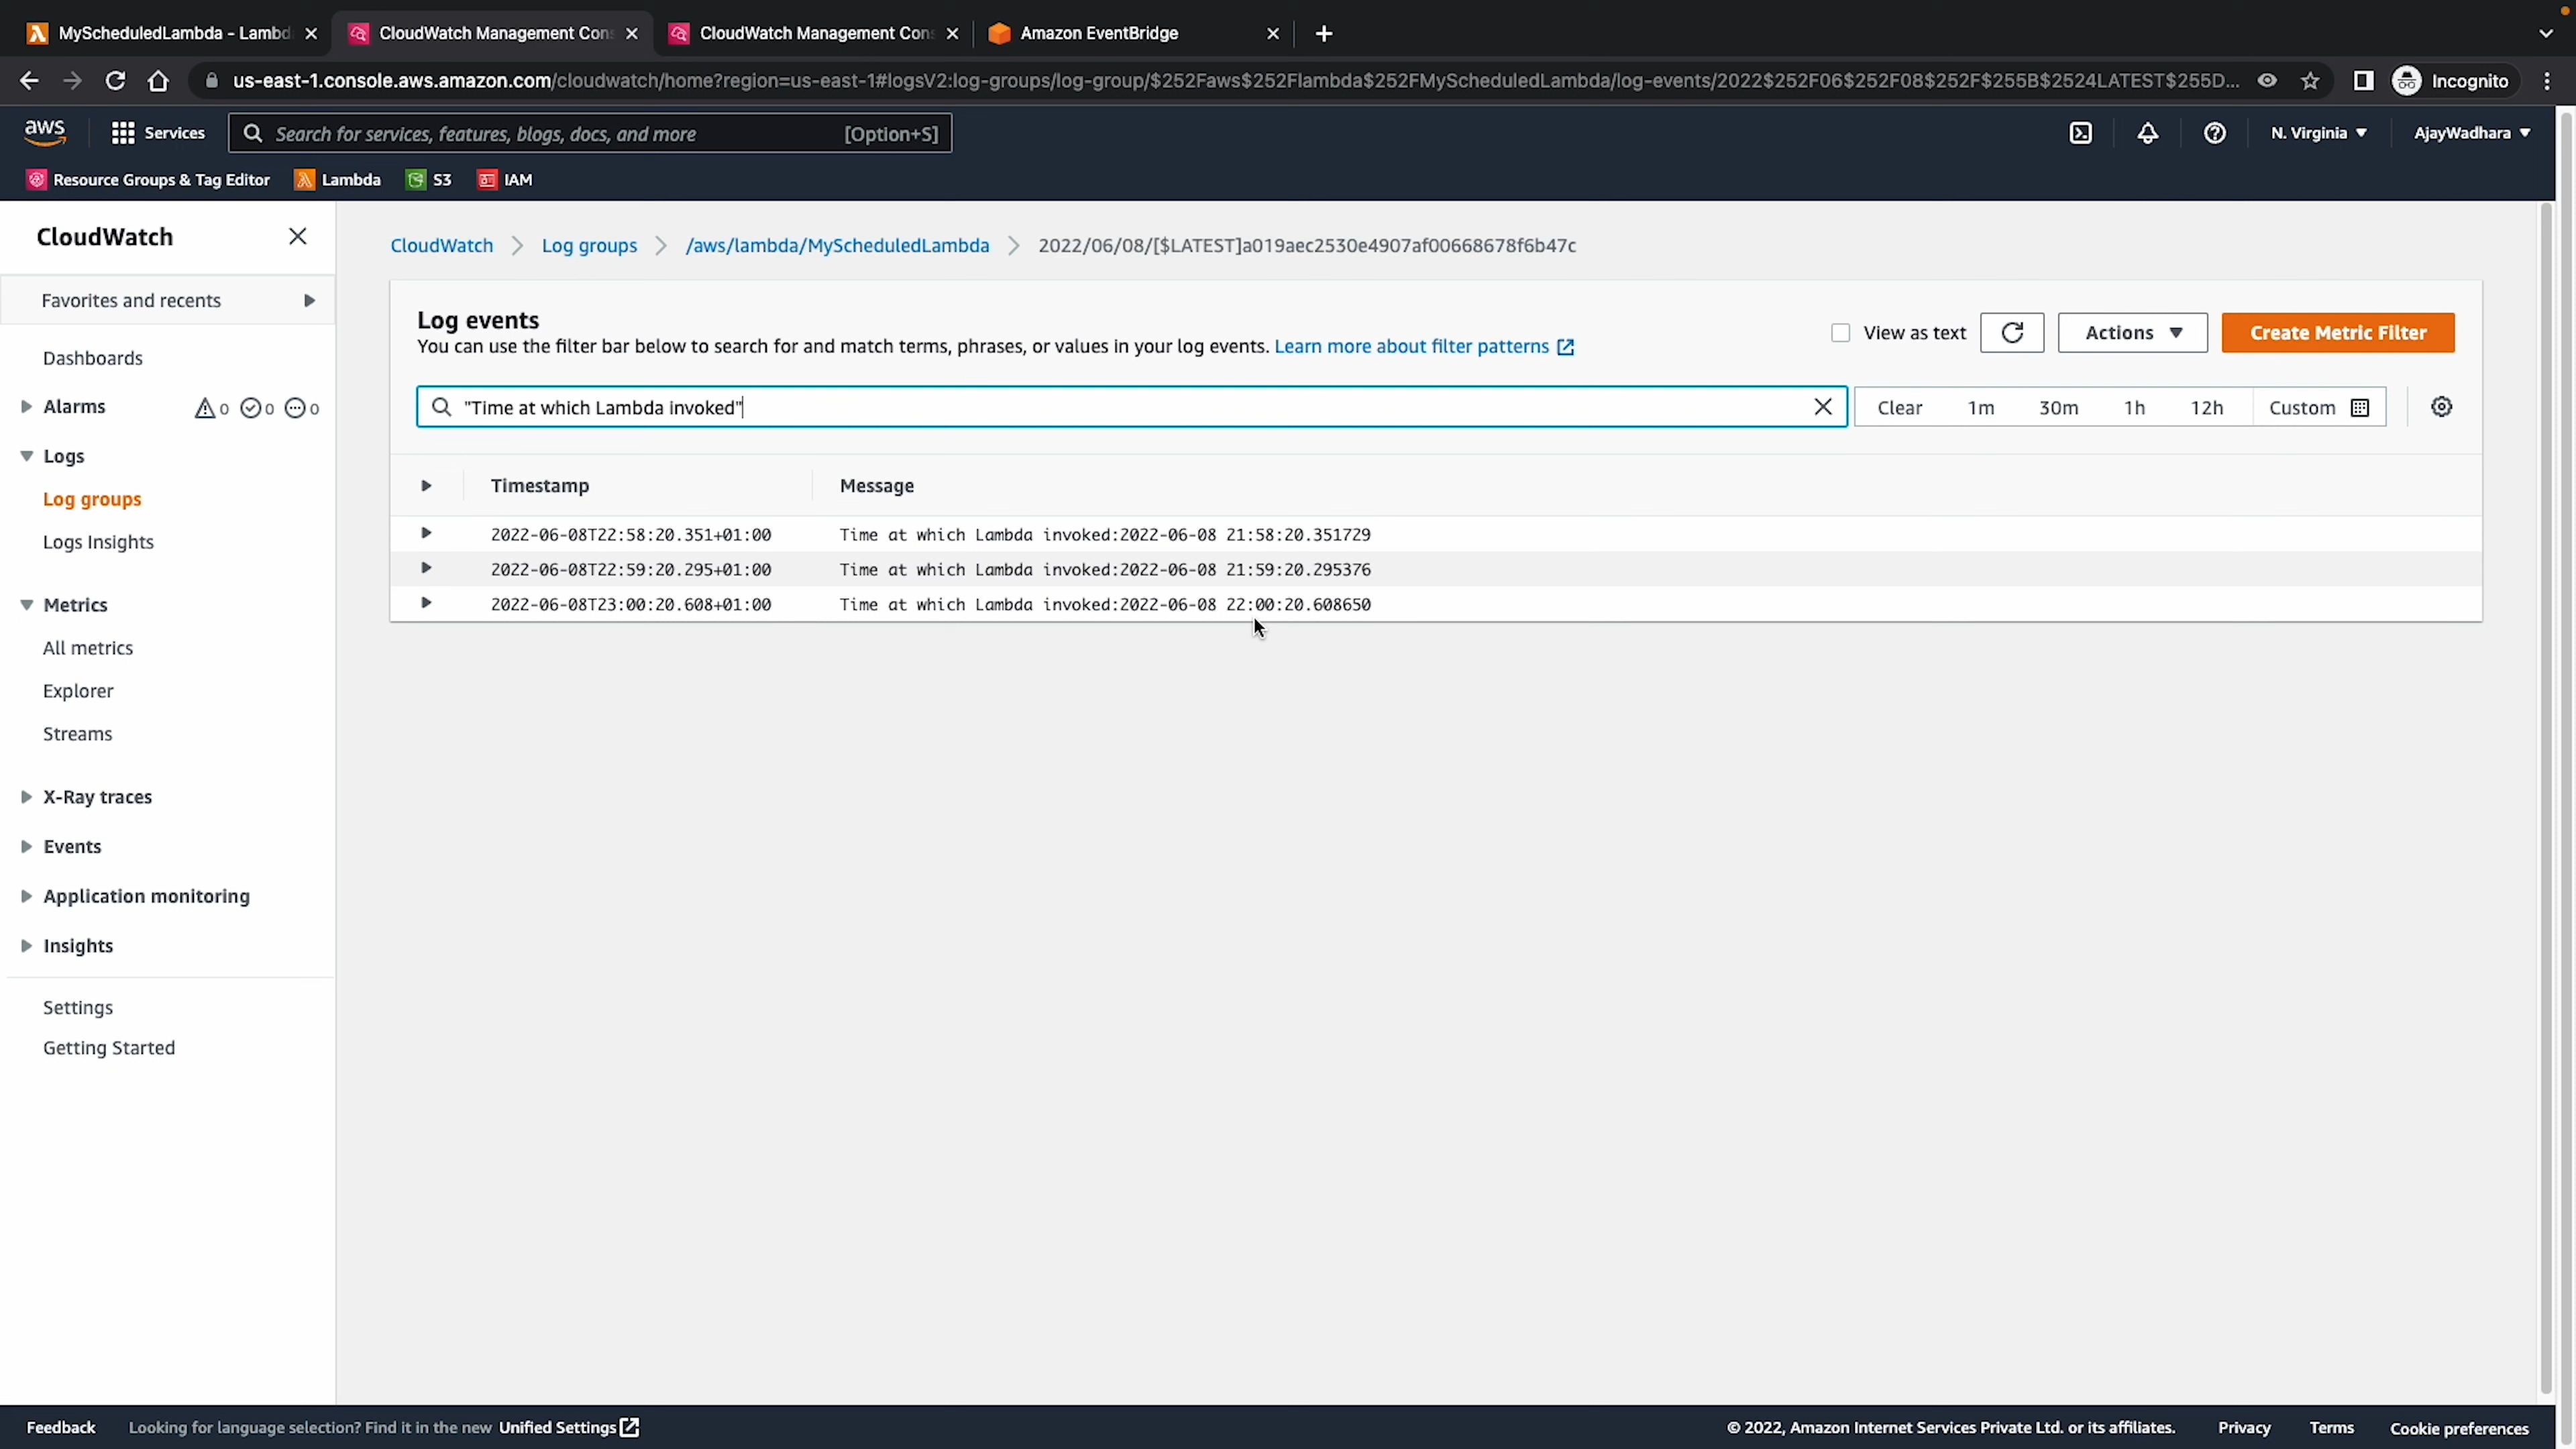 MyScheduledLambda - Lambd
CloudWatch Management Con
CloudWatch Management Con
Amazon EventBridge
us-east-1.console.aws.amazon.com/cloudwatch/home?region=us-east-1#logsV2:log-groups/log-group/$252Faws$252Flambda$252FMyScheduledLambda/log-events/2022$252F06$252F08$252F$255B$2524LATEST$255D...
Incognito
aws
Services
Search for services, features, blogs, docs, and more
[Option+S]
N. Virginia
AjayWadhara
Resource Groups & Tag Editor
Lambda
S3
IAM
CloudWatch
Favorites and recents
Dashboards
Alarms
0
0
0
Logs
Log groups
Logs Insights
Metrics
All metrics
Explorer
Streams
X-Ray traces
Events
Application monitoring
Insights
Settings
Getting Started
CloudWatch
Log groups
/aws/lambda/MyScheduledLambda
2022/06/08/[$LATEST]a019aec2530e4907af00668678f6b47c
Log events
You can use the filter bar below to search for and match terms, phrases, or values in your log events. Learn more about filter patterns
View as text
Actions
Create Metric Filter
"Time at which Lambda invoked"
Clear
1m
30m
1h
12h
Custom
Timestamp
Message
2022-06-08T22:58:20.351+01:00
Time at which Lambda invoked:2022-06-08 21:58:20.351729
2022-06-08T22:59:20.295+01:00
Time at which Lambda invoked:2022-06-08 21:59:20.295376
2022-06-08T23:00:20.608+01:00
Time at which Lambda invoked:2022-06-08 22:00:20.608650
Feedback
Looking for language selection? Find it in the new Unified Settings
© 2022, Amazon Internet Services Private Ltd. or its affiliates.
Privacy
Terms
Cookie preferences